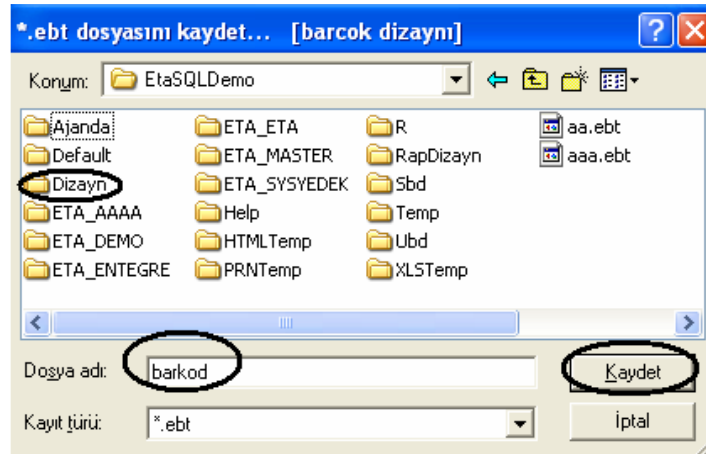 *.ebt dosyasını kaydet... [barcok dizaynı]
Konum: EtaSQLDemo
Ajanda ETA_ETA R aa.ebt
Default ETA_MASTER RapDizayn aaa.ebt
Dizayn ETA_SYSYEDEK Sbd
ETA_AAAA Help Temp
ETA_DEMO HTMLTemp Ubd
ETA_ENTEGRE PRNTemp XLSTemp
Dosya adı: barkod Kaydet
Kayıt türü: *.ebt İptal